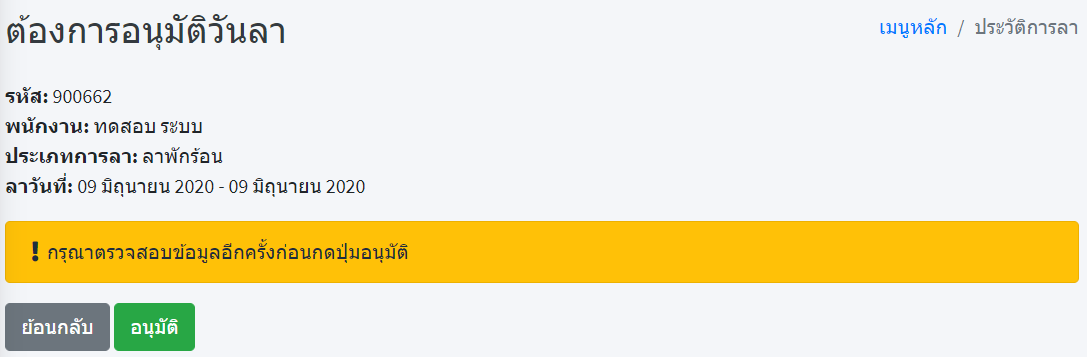 ต้องการอนุมัติวันลา
เมนูหลัก / ประวัติการลา
รหัส: 900662
พนักงาน: ทดสอบ ระบบ
ประเภทการลา: ลาพักร้อน
ลาวันที่: 09 มิถุนายน 2020 - 09 มิถุนายน 2020
! กรุณาตรวจสอบข้อมูลอีกครั้งก่อนกดปุ่มอนุมัติ
ย้อนกลับ อนุมัติ